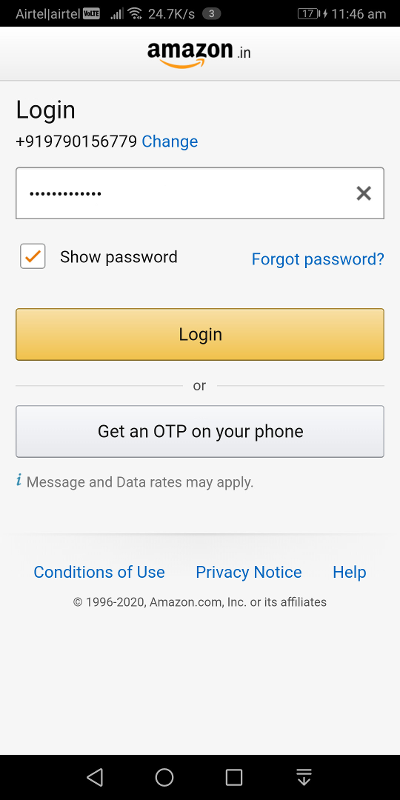 Airtel|airtel VoLTE 24.7K/s 3 17 11:46 am
amazon.in
Login
+919790156779 Change
•••••••••••••
Show password Forgot password?
Login
or
Get an OTP on your phone
i Message and Data rates may apply.
Conditions of Use Privacy Notice Help
© 1996-2020, Amazon.com, Inc. or its affiliates